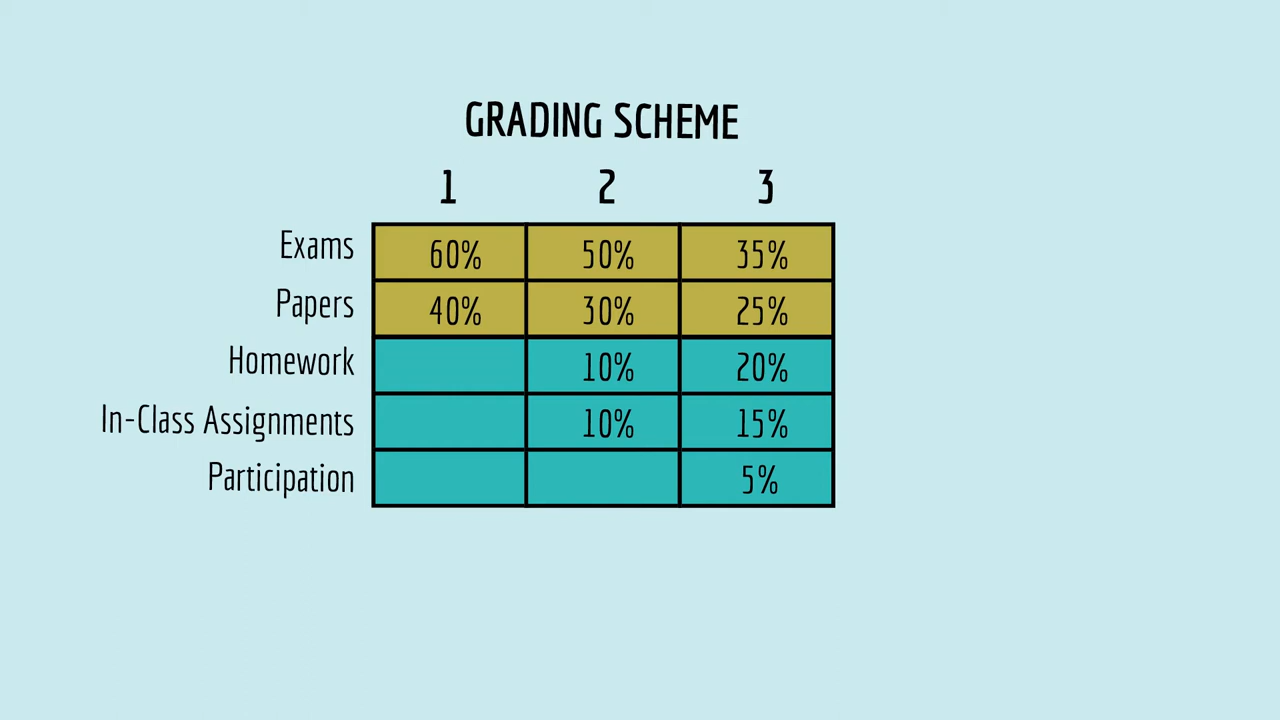 GRADING SCHEME
1 2 3
Exams 60% 50% 35%
Papers 40% 30% 25%
Homework 10% 20%
In-Class Assignments 10% 15%
Participation 5%